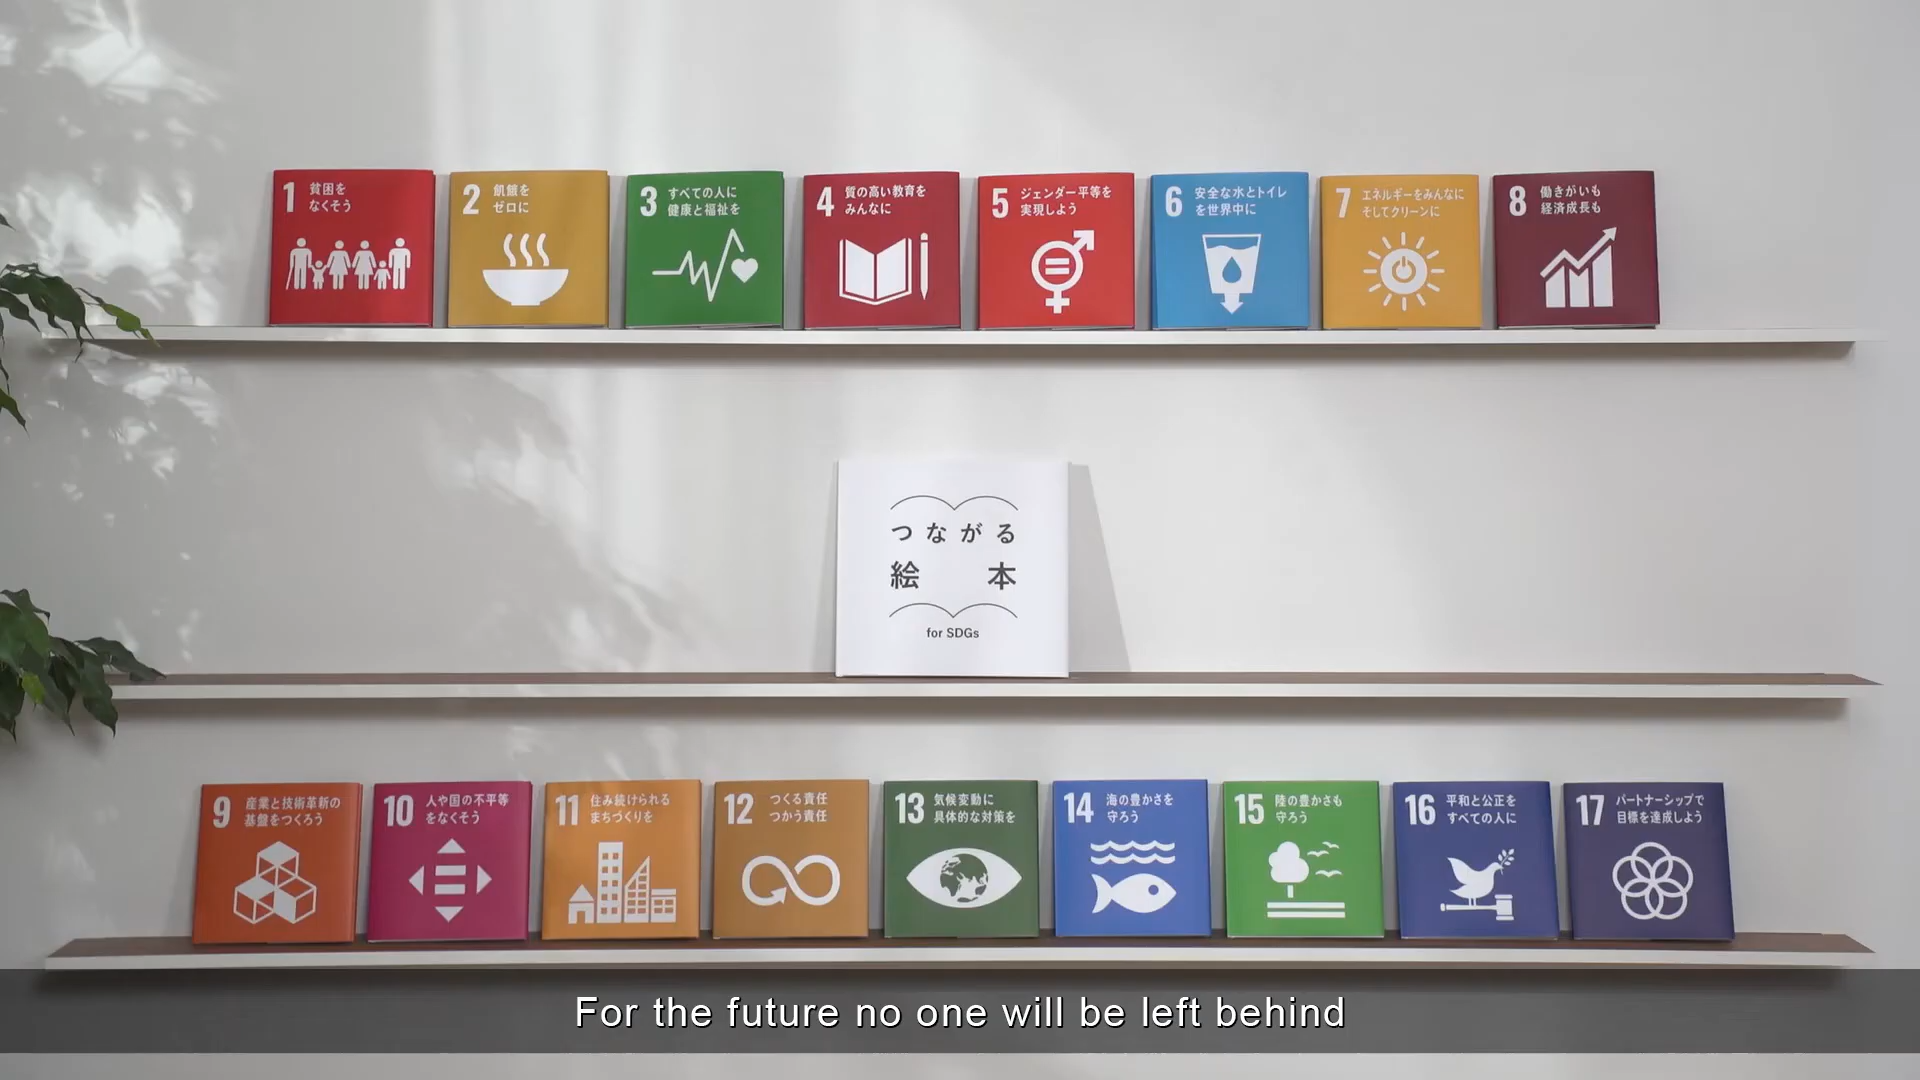 1 貧困を
なくそう
2 飢餓を
ゼロに
3 すべての人に
健康と福祉を
4 質の高い教育を
みんなに
5 ジェンダー平等を
実現しよう
6 安全な水とトイレ
を世界中に
7 エネルギーをみんなに
そしてクリーンに
8 働きがいも
経済成長も
つながる
絵本
for SDGs
9 産業と技術革新の
基盤をつくろう
10 人や国の不平等
をなくそう
11 住み続けられる
まちづくりを
12 つくる責任
つかう責任
13 気候変動に
具体的な対策を
14 海の豊かさを
守ろう
15 陸の豊かさも
守ろう
16 平和と公正を
すべての人に
17 パートナーシップで
目標を達成しよう
For the future no one will be left behind